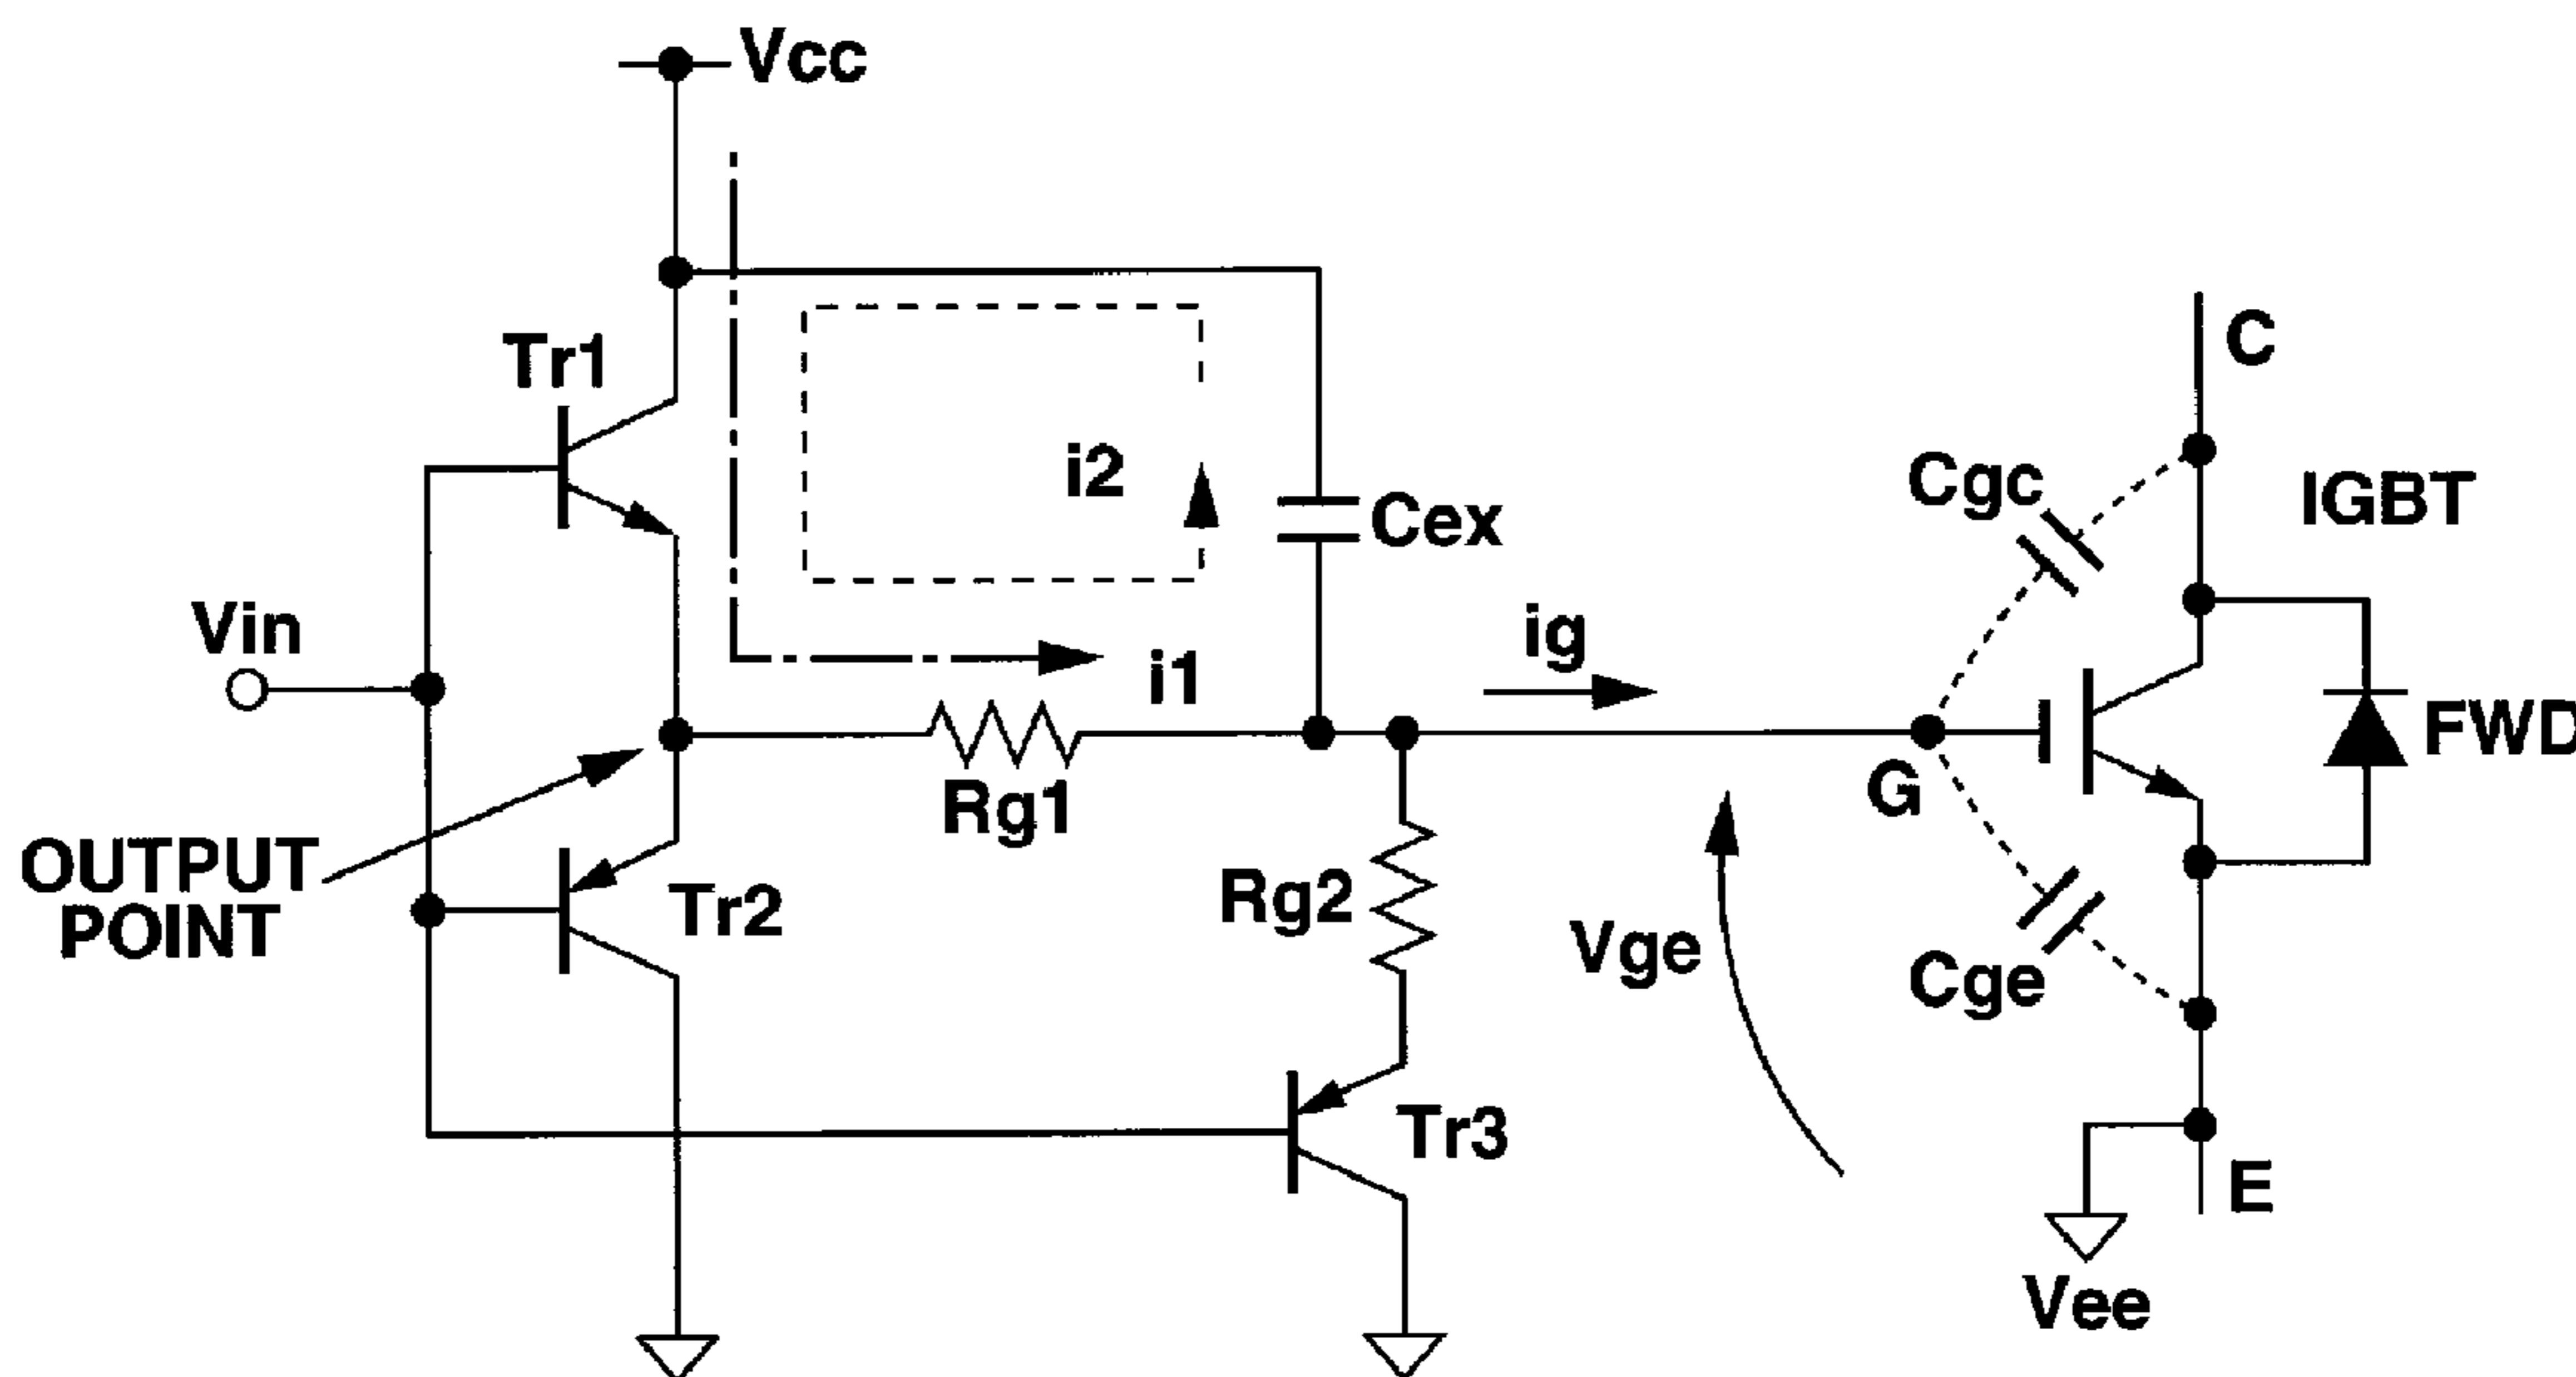 Vcc
Tr1
C
Cgc
IGBT
i2
Cex
Vin
ig
i1
FWD
G
Rg1
OUTPUT
POINT
Tr2
Rg2
Vge
Cge
Tr3
E
Vee